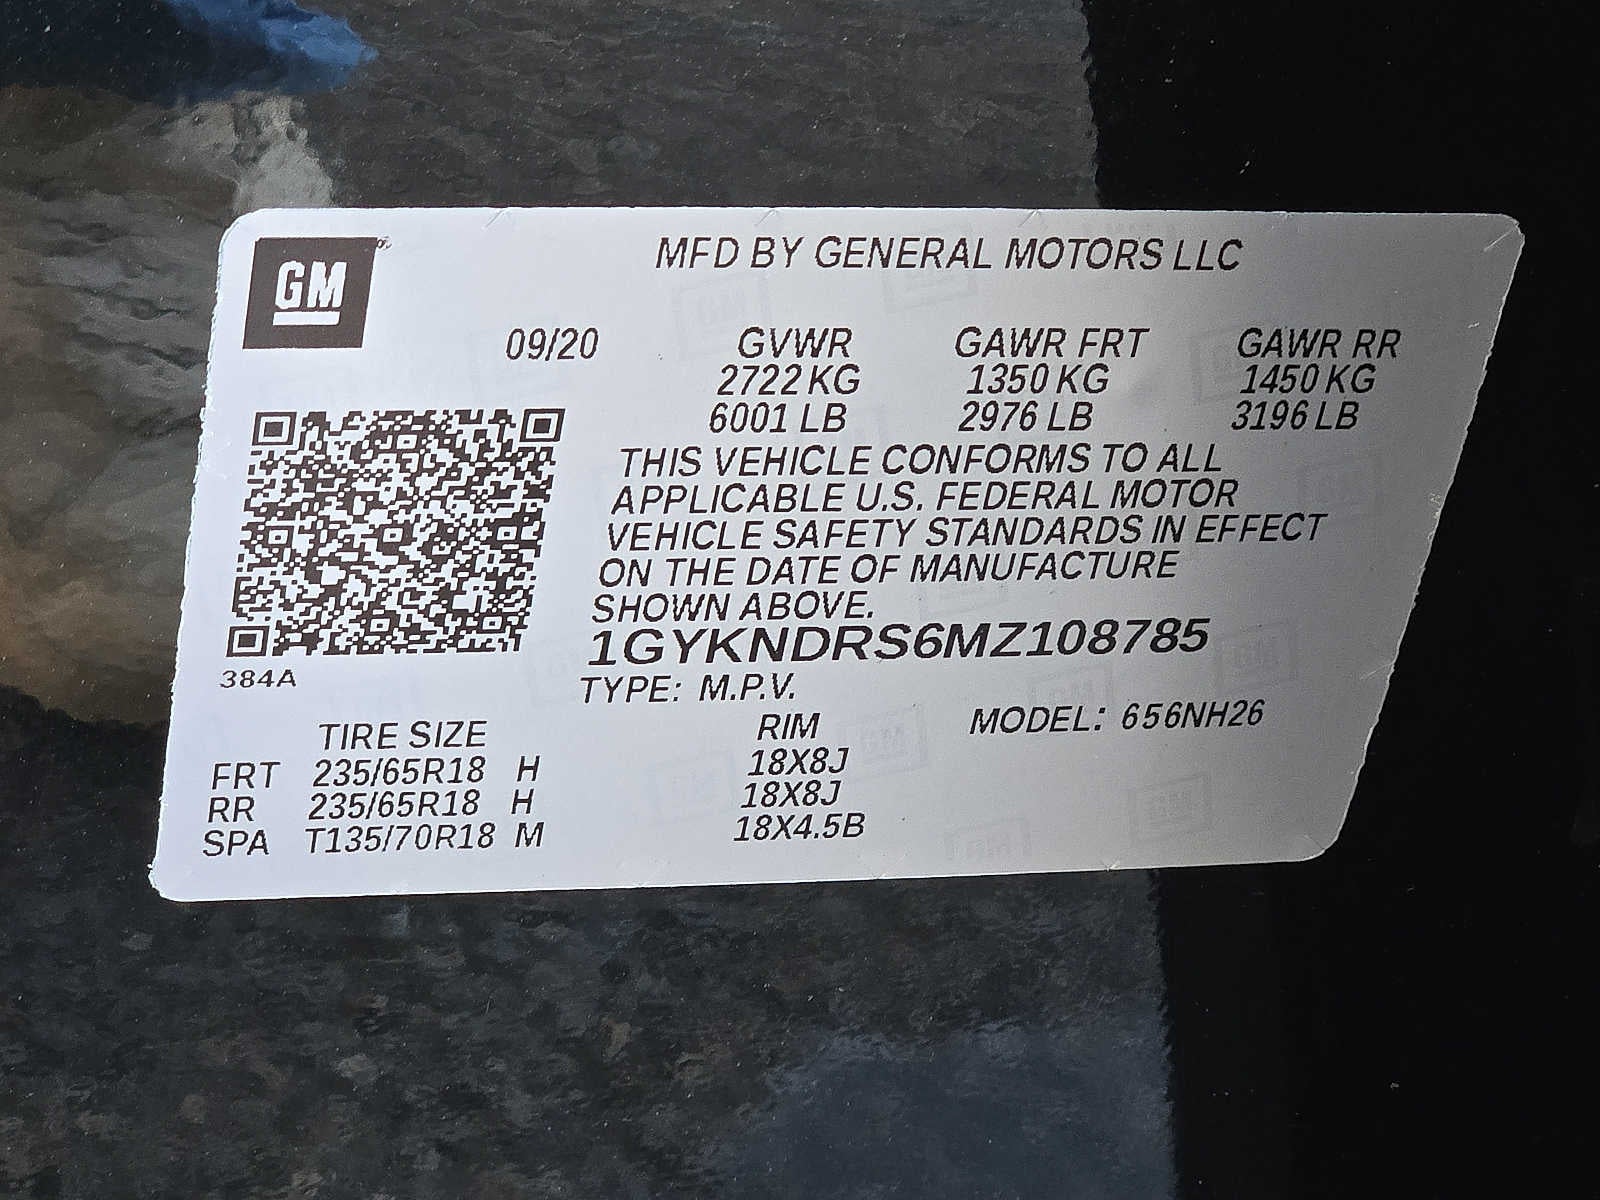 GM
MFD BY GENERAL MOTORS LLC
09/20 GVWR GAWR FRT GAWR RR
2722 KG 1350 KG 1450 KG
6001 LB 2976 LB 3196 LB
THIS VEHICLE CONFORMS TO ALL
APPLICABLE U.S. FEDERAL MOTOR
VEHICLE SAFETY STANDARDS IN EFFECT
ON THE DATE OF MANUFACTURE
SHOWN ABOVE.
1GYKNDRS6MZ108785
384A
TYPE: M.P.V.
MODEL: 656NH26
TIRE SIZE RIM
FRT 235/65R18 H 18X8J
RR 235/65R18 H 18X8J
SPA T135/70R18 M 18X4.5B